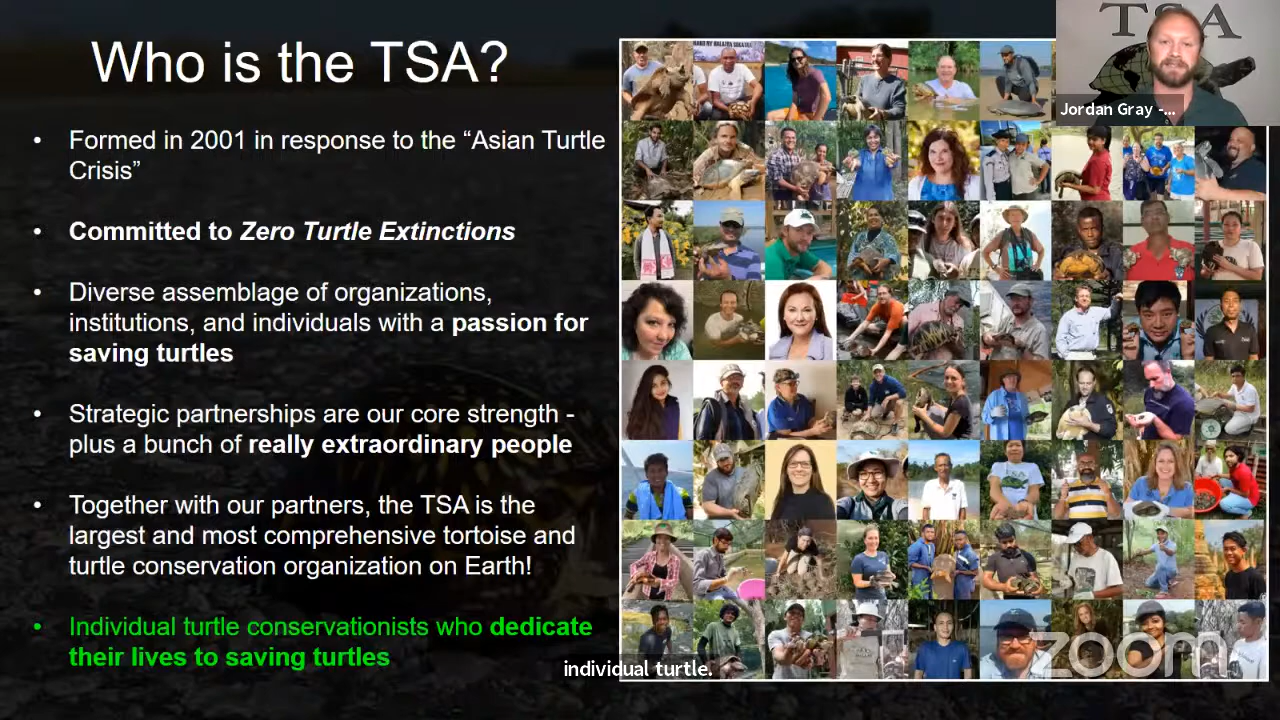 Who is the TSA?
• Formed in 2001 in response to the “Asian Turtle
Crisis”
• Committed to Zero Turtle Extinctions
• Diverse assemblage of organizations,
institutions, and individuals with a passion for
saving turtles
• Strategic partnerships are our core strength -
plus a bunch of really extraordinary people
• Together with our partners, the TSA is the
largest and most comprehensive tortoise and
turtle conservation organization on Earth!
• Individual turtle conservationists who dedicate
their lives to saving turtles
TSA
Jordan Gray -...
individual turtle.
zoom